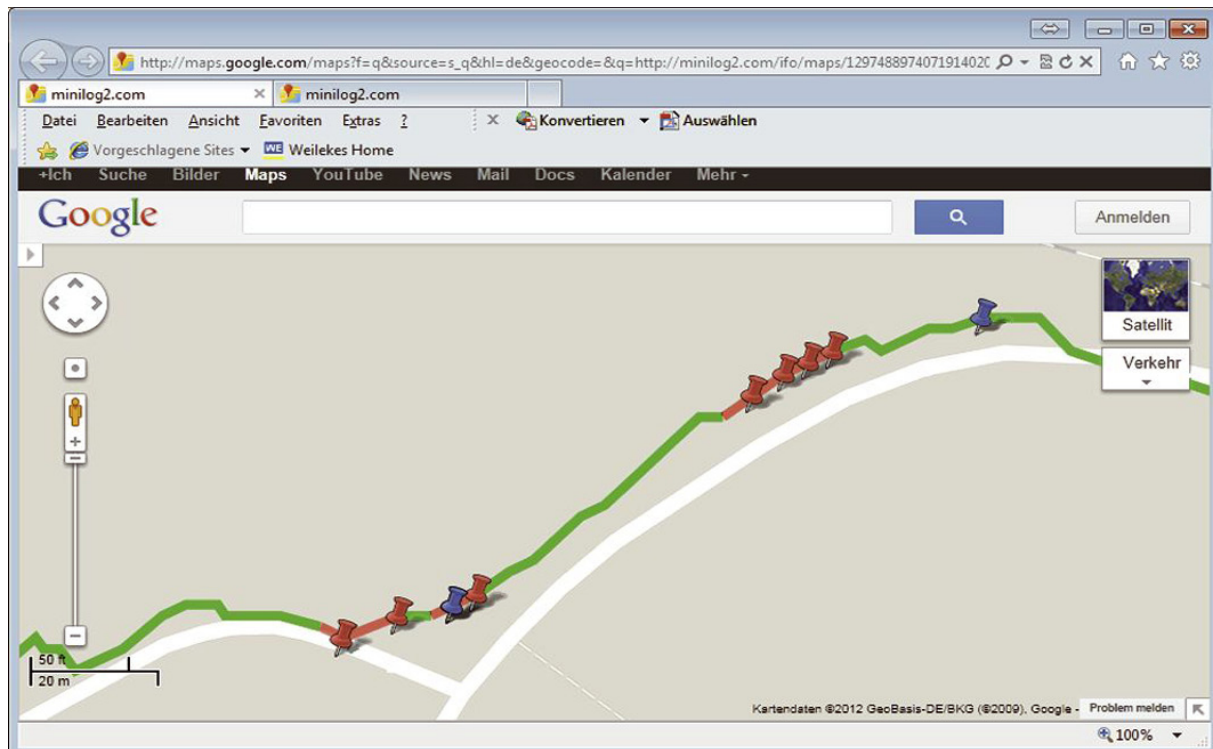 http://maps.google.com/maps?f=q&source=s_q&hl=de&geocode=&q=http://minilog2.com/ifo/maps/12974889740719140​2C
minilog2.com minilog2.com
Datei Bearbeiten Ansicht Favoriten Extras ? Konvertieren Auswählen
Vorgeschlagene Sites WE Weilekes Home
+Ich Suche Bilder Maps YouTube News Mail Docs Kalender Mehr
Google Anmelden
Satellit
Verkehr
50 ft
20 m
Kartendaten ©2012 GeoBasis-DE/BKG (©2009), Google - Problem melden
100%